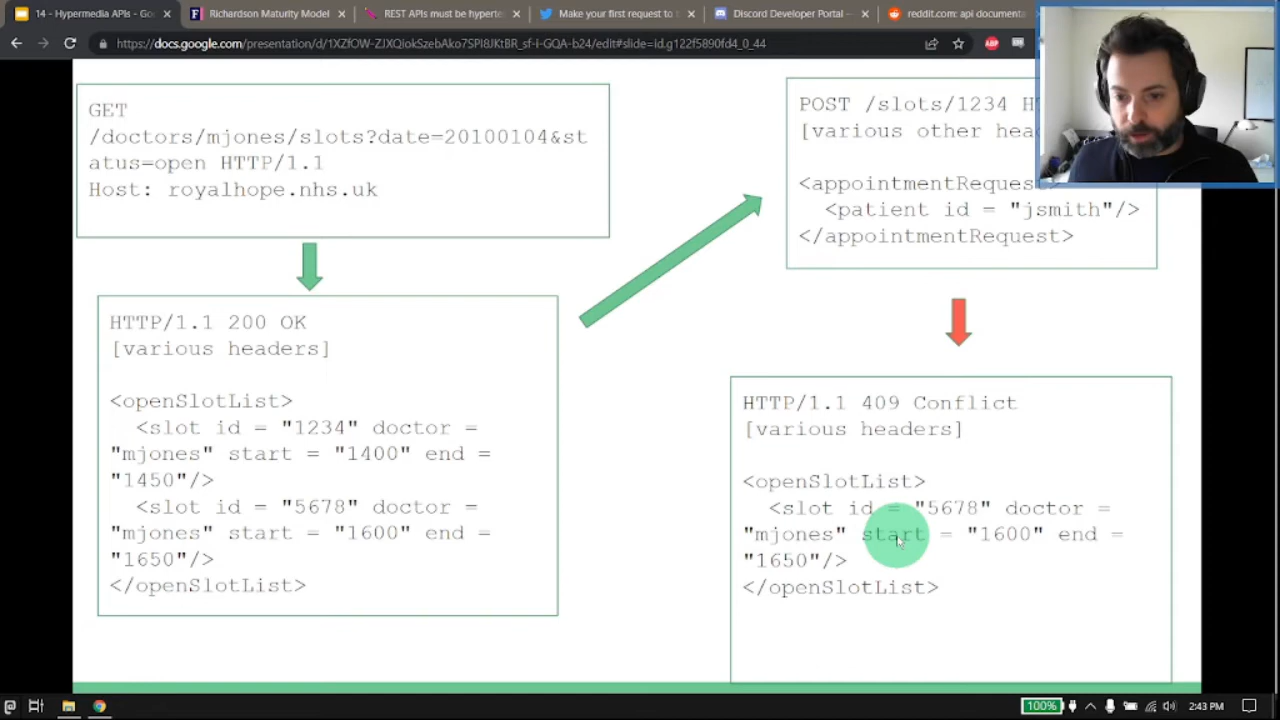 14 - Hypermedia APIs - Goo
Richardson Maturity Model
REST APIs must be hyperte
Make your first request to t
Discord Developer Portal –
reddit.com: api documenta
https://docs.google.com/presentation/d/1XZfOW-ZJXQiokSzebAko7SPI8JKtBR_sf-i-GQA-b24/edit#slide=id.g122f5890fd4_0_44
ABP
GET
/doctors/mjones/slots?date=20100104&st
atus=open HTTP/1.1
Host: royalhope.nhs.uk
HTTP/1.1 200 OK
[various headers]
<openSlotList>
<slot id = "1234" doctor =
"mjones" start = "1400" end =
"1450"/>
<slot id = "5678" doctor =
"mjones" start = "1600" end =
"1650"/>
</openSlotList>
POST /slots/1234 H
[various other hea
<appointmentReques
<patient id = "jsmith"/>
</appointmentRequest>
HTTP/1.1 409 Conflict
[various headers]
<openSlotList>
<slot id = "5678" doctor =
"mjones" start = "1600" end =
"1650"/>
</openSlotList>
100%
2:43 PM